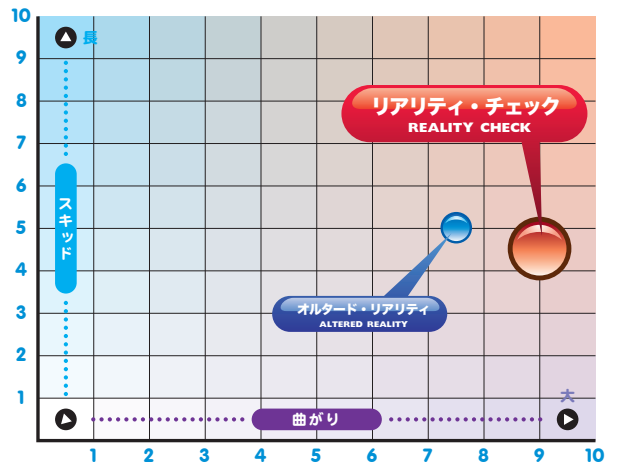 10
9
8
7
6
5
4
3
2
1
長
スキッド
リアリティ・チェック
REALITY CHECK
オルタード・リアリティ
ALTERED REALITY
大
曲がり
1 2 3 4 5 6 7 8 9 10